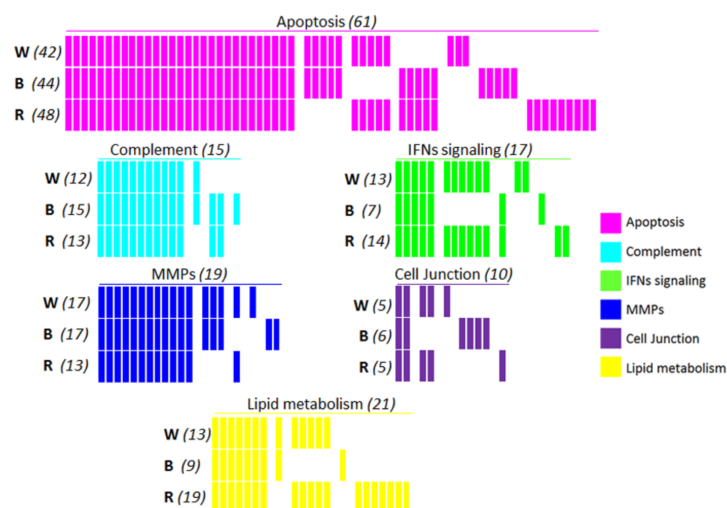 Apoptosis (61)
W (42)
B (44)
R (48)
Complement (15)
W (12)
B (15)
R (13)
IFNs signaling (17)
W (13)
B (7)
R (14)
MMPs (19)
W (17)
B (17)
R (13)
Cell Junction (10)
W (5)
B (6)
R (5)
Lipid metabolism (21)
W (13)
B (9)
R (19)
Apoptosis
Complement
IFNs signaling
MMPs
Cell Junction
Lipid metabolism